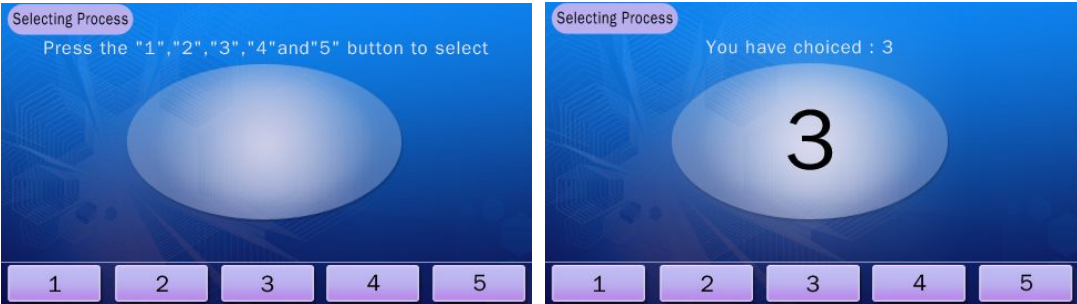 Selecting Process
Press the "1","2","3","4"and"5" button to select
1 2 3 4 5
Selecting Process
You have choiced : 3
3
1 2 3 4 5